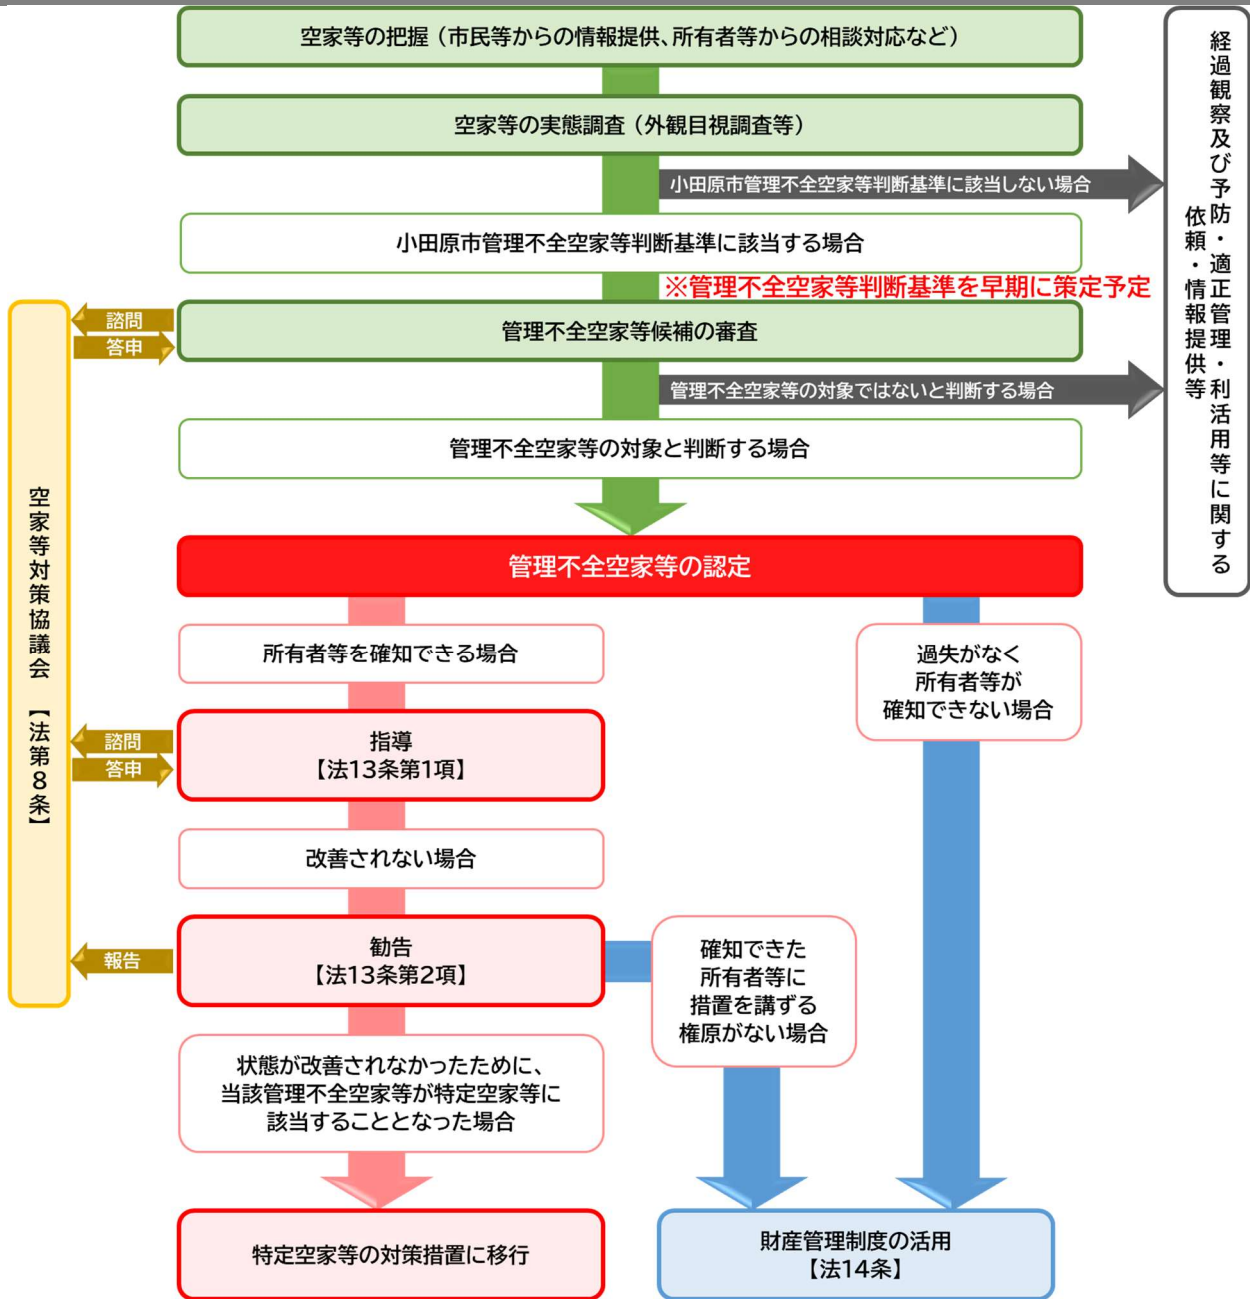 空家等の把握（市民等からの情報提供、所有者等からの相談対応など）
空家等の実態調査（外観目視調査等）
小田原市管理不全空家等判断基準に該当しない場合
経過観察及び予防・適正管理・利活用等に関する
依頼・情報提供等
小田原市管理不全空家等判断基準に該当する場合
※管理不全空家等判断基準を早期に策定予定
諮問
答申
管理不全空家等候補の審査
管理不全空家等の対象ではないと判断する場合
管理不全空家等の対象と判断する場合
空家等対策協議会 【法第8条】
管理不全空家等の認定
所有者等を確知できる場合
過失がなく
所有者等が
確知できない場合
諮問
答申
指導
【法13条第1項】
改善されない場合
報告
勧告
【法13条第2項】
確知できた
所有者等に
措置を講ずる
権原がない場合
状態が改善されなかったために、
当該管理不全空家等が特定空家等に
該当することとなった場合
特定空家等の対策措置に移行
財産管理制度の活用
【法14条】